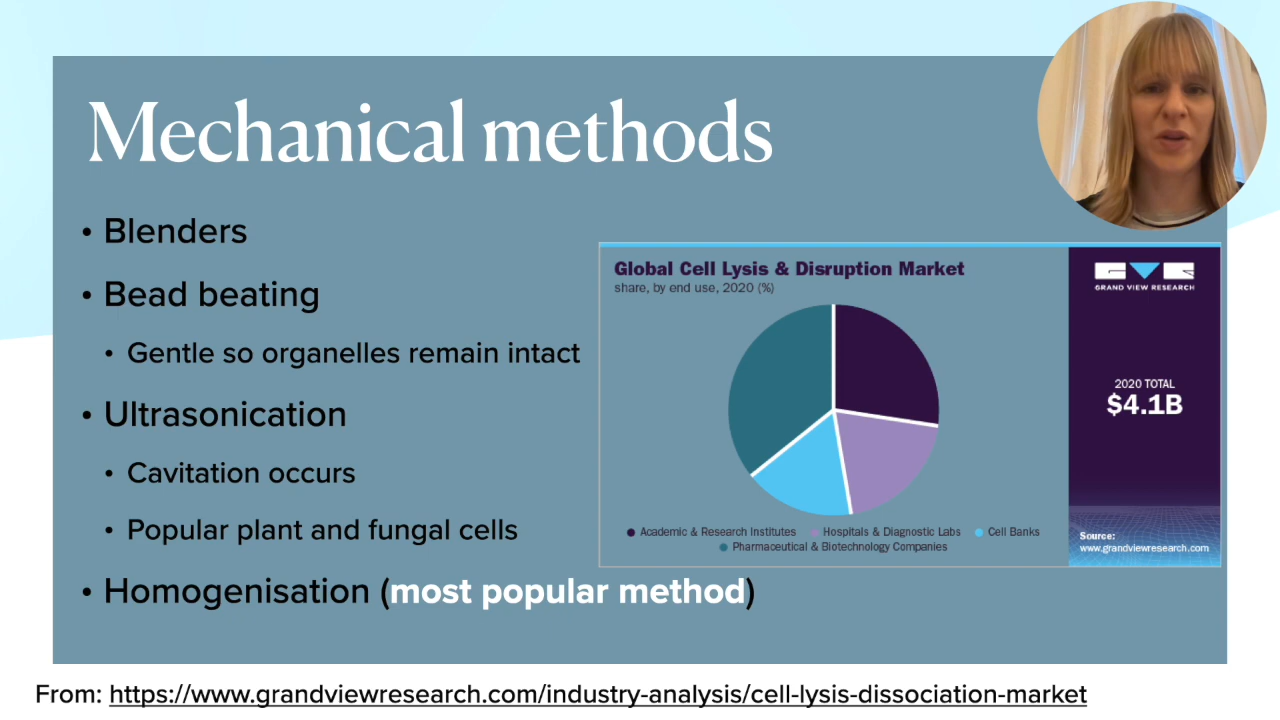 Mechanical methods
• Blenders
• Bead beating
• Gentle so organelles remain intact
• Ultrasonication
• Cavitation occurs
• Popular plant and fungal cells
• Homogenisation (most popular method)
Global Cell Lysis & Disruption Market
share, by end use, 2020 (%)
Academic & Research Institutes Hospitals & Diagnostic Labs Cell Banks
Pharmaceutical & Biotechnology Companies
GRAND VIEW RESEARCH
2020 TOTAL
$4.1B
Source:
www.grandviewresearch.com
From: https://www.grandviewresearch.com/industry-analysis/cell-lysis-dissociation-market